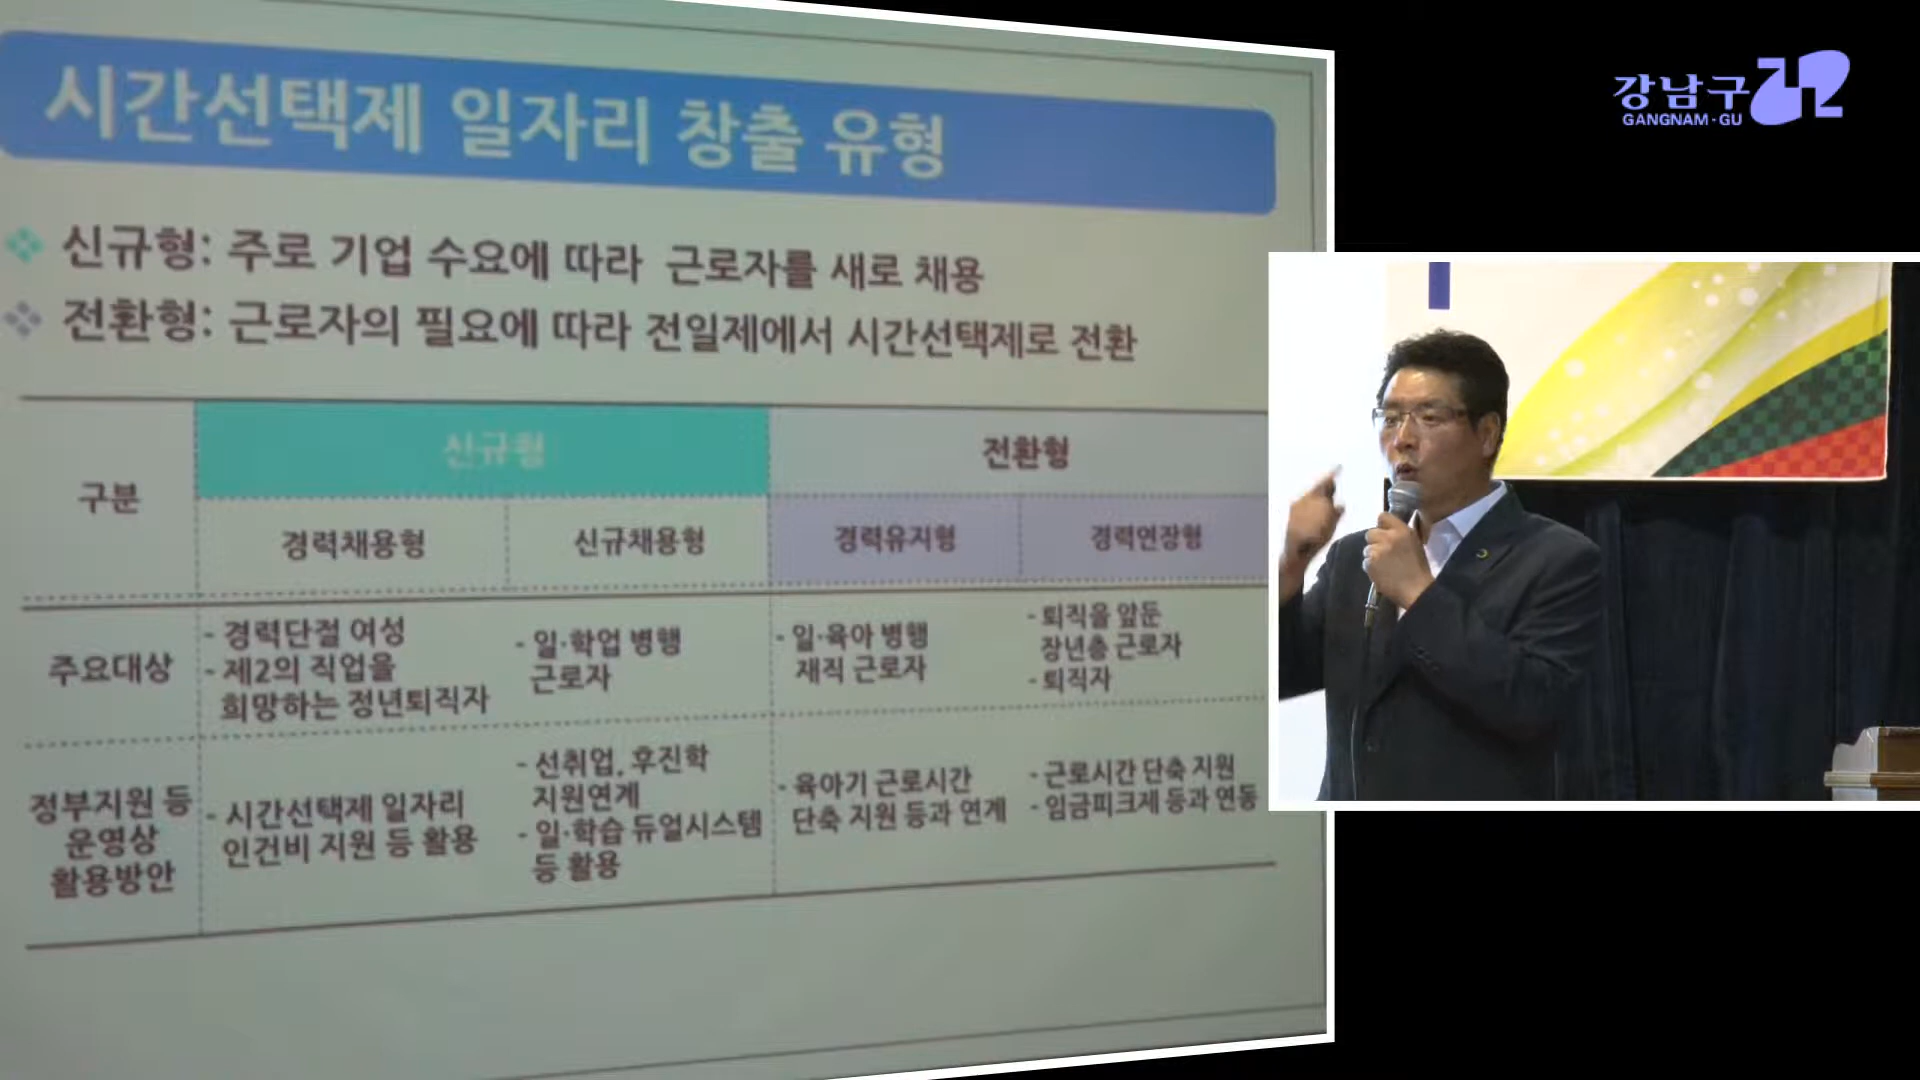 시간선택제 일자리 창출 유형
신규형: 주로 기업 수요에 따라 근로자를 새로 채용
전환형: 근로자의 필요에 따라 전일제에서 시간선택제로 전환
구분
신규형
전환형
경력채용형
신규채용형
경력유지형
경력연장형
주요대상
- 경력단절 여성
- 제2의 직업을
희망하는 정년퇴직자
- 일·학업 병행
근로자
- 일·육아 병행
재직 근로자
- 퇴직을 앞둔
장년층 근로자
- 퇴직자
정부지원 등
운영상
활용방안
- 시간선택제 일자리
인건비 지원 등 활용
- 선취업, 후진학
지원연계
- 일·학습 듀얼시스템
등 활용
- 육아기 근로시간
단축 지원 등과 연계
- 근로시간 단축 지원
- 임금피크제 등과 연동
강남구
GANGNAM-GU